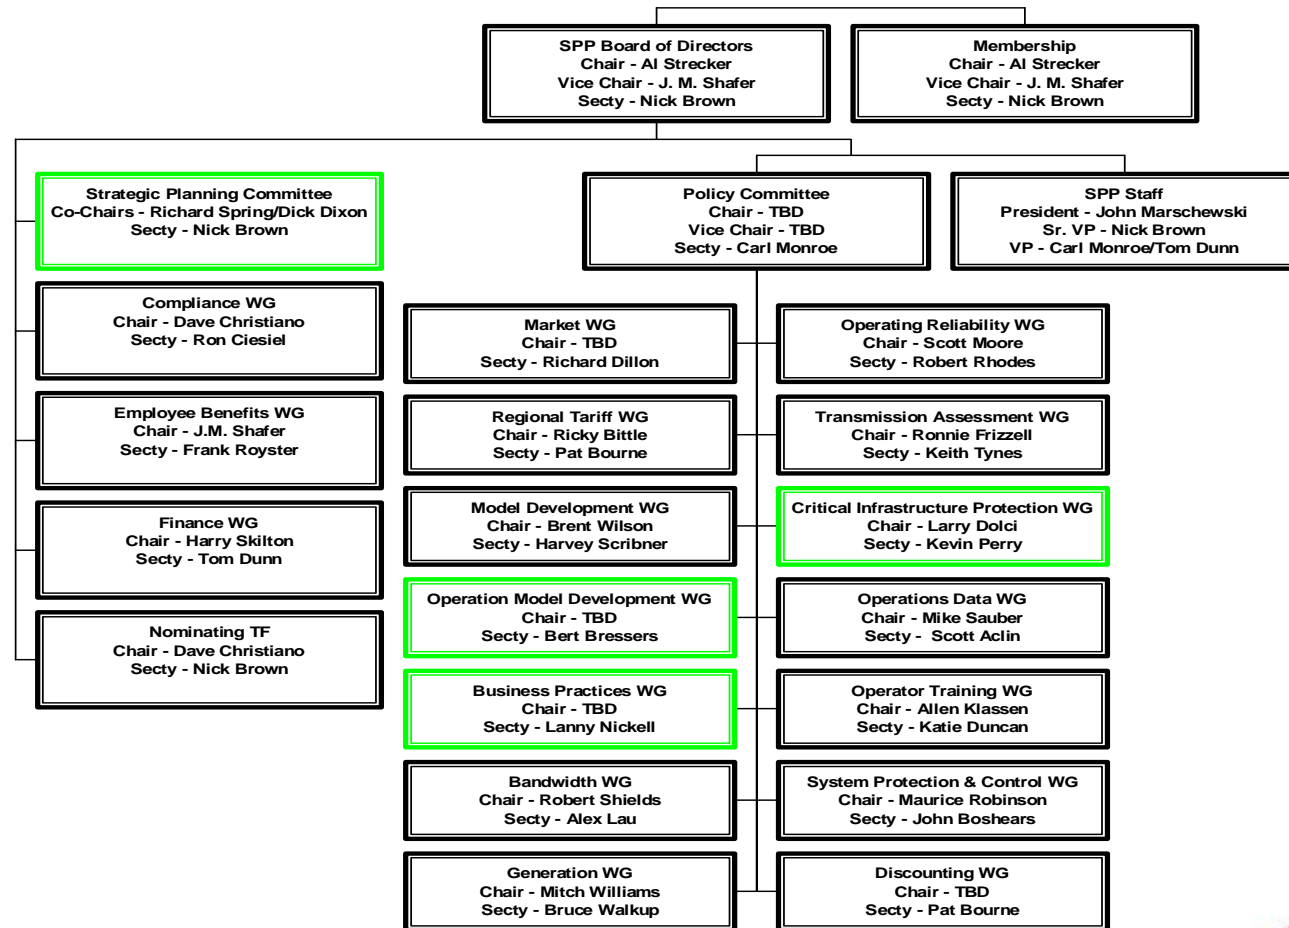 SPP Board of Directors
Chair - Al Strecker
Vice Chair - J. M. Shafer
Secty - Nick Brown
Membership
Chair - Al Strecker
Vice Chair - J. M. Shafer
Secty - Nick Brown
Strategic Planning Committee
Co-Chairs - Richard Spring/Dick Dixon
Secty - Nick Brown
Policy Committee
Chair - TBD
Vice Chair - TBD
Secty - Carl Monroe
SPP Staff
President - John Marschewski
Sr. VP - Nick Brown
VP - Carl Monroe/Tom Dunn
Compliance WG
Chair - Dave Christiano
Secty - Ron Ciesiel
Employee Benefits WG
Chair - J.M. Shafer
Secty - Frank Royster
Finance WG
Chair - Harry Skilton
Secty - Tom Dunn
Nominating TF
Chair - Dave Christiano
Secty - Nick Brown
Market WG
Chair - TBD
Secty - Richard Dillon
Operating Reliability WG
Chair - Scott Moore
Secty - Robert Rhodes
Regional Tariff WG
Chair - Ricky Bittle
Secty - Pat Bourne
Transmission Assessment WG
Chair - Ronnie Frizzell
Secty - Keith Tynes
Model Development WG
Chair - Brent Wilson
Secty - Harvey Scribner
Critical Infrastructure Protection WG
Chair - Larry Dolci
Secty - Kevin Perry
Operation Model Development WG
Chair - TBD
Secty - Bert Bressers
Operations Data WG
Chair - Mike Sauber
Secty - Scott Aclin
Business Practices WG
Chair - TBD
Secty - Lanny Nickell
Operator Training WG
Chair - Allen Klassen
Secty - Katie Duncan
Bandwidth WG
Chair - Robert Shields
Secty - Alex Lau
System Protection & Control WG
Chair - Maurice Robinson
Secty - John Boshears
Generation WG
Chair - Mitch Williams
Secty - Bruce Walkup
Discounting WG
Chair - TBD
Secty - Pat Bourne